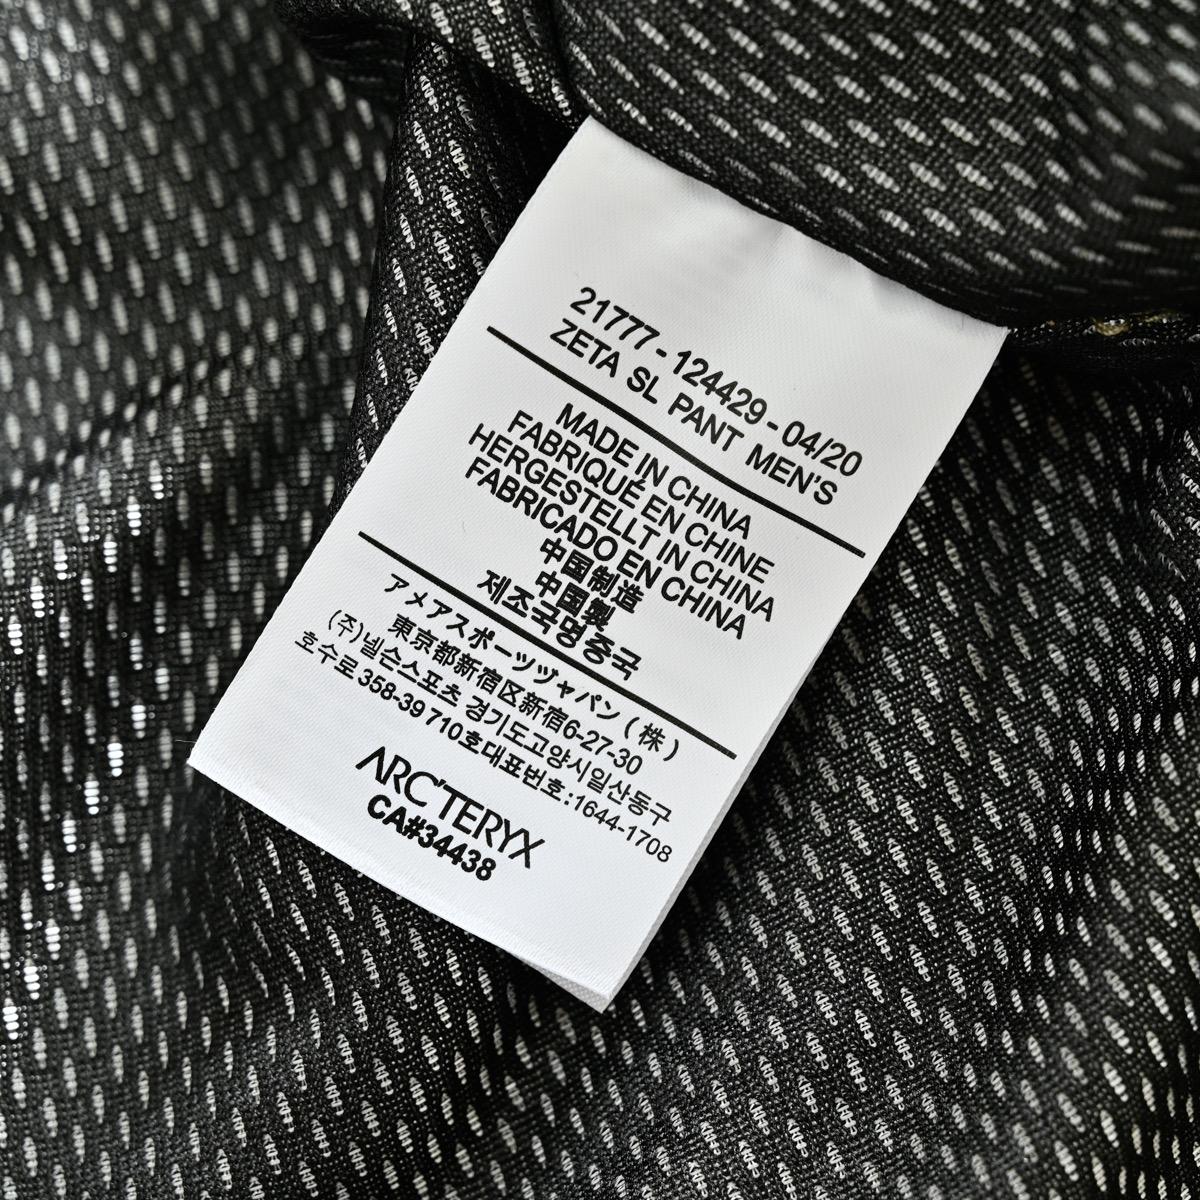 21777 - 124429 - 04/20
ZETA SL PANT MEN'S
MADE IN CHINA
FABRIQUÉ EN CHINE
HERGESTELLT IN CHINA
FABRICADO EN CHINA
中国制造
中国製
제조국명중국
アメアスポーツジャパン (株)
東京都新宿区新宿6-27-30
(주)넬슨스포츠 경기도고양시일산동구
호수로 358-39 710호대표번호:1644-1708
ARC'TERYX
CA#34438